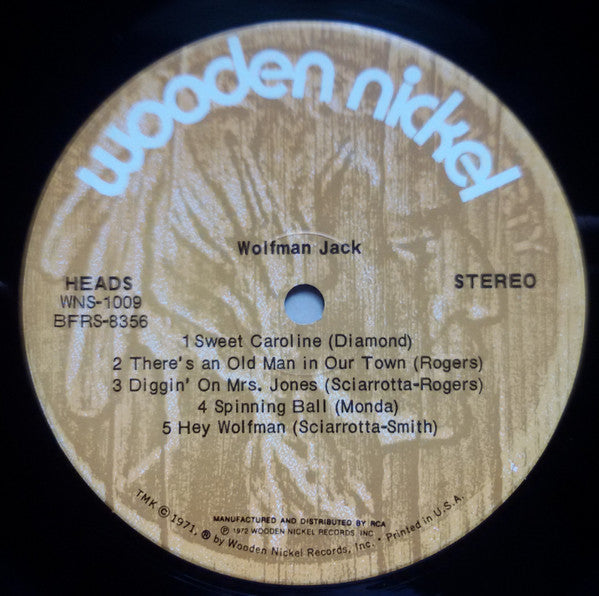 wooden nickel
Wolfman Jack
HEADS
WNS-1009
BFRS-8356
STEREO
1 Sweet Caroline (Diamond)
2 There's an Old Man in Our Town (Rogers)
3 Diggin' On Mrs. Jones (Sciarrotta-Rogers)
4 Spinning Ball (Monda)
5 Hey Wolfman (Sciarrotta-Smith)
MANUFACTURED AND DISTRIBUTED BY RCA
℗ 1972 WOODEN NICKEL RECORDS, INC
TMK © 1971, ® by Wooden Nickel Records, Inc. • Printed in U.S.A.